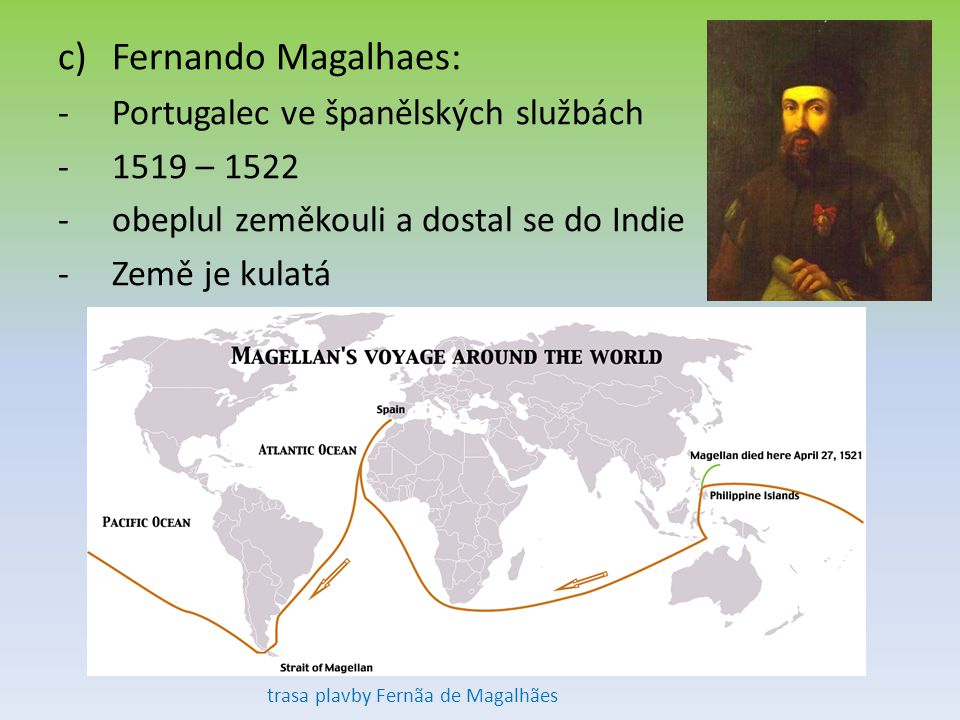 c) Fernando Magalhaes:
- Portugalec ve španělských službách
- 1519 – 1522
- obeplul zeměkouli a dostal se do Indie
- Země je kulatá
Magellan's voyage around the world
Spain
Atlantic Ocean
Magellan died here April 27, 1521
Philippine Islands
Pacific Ocean
Strait of Magellan
trasa plavby Fernãa de Magalhães